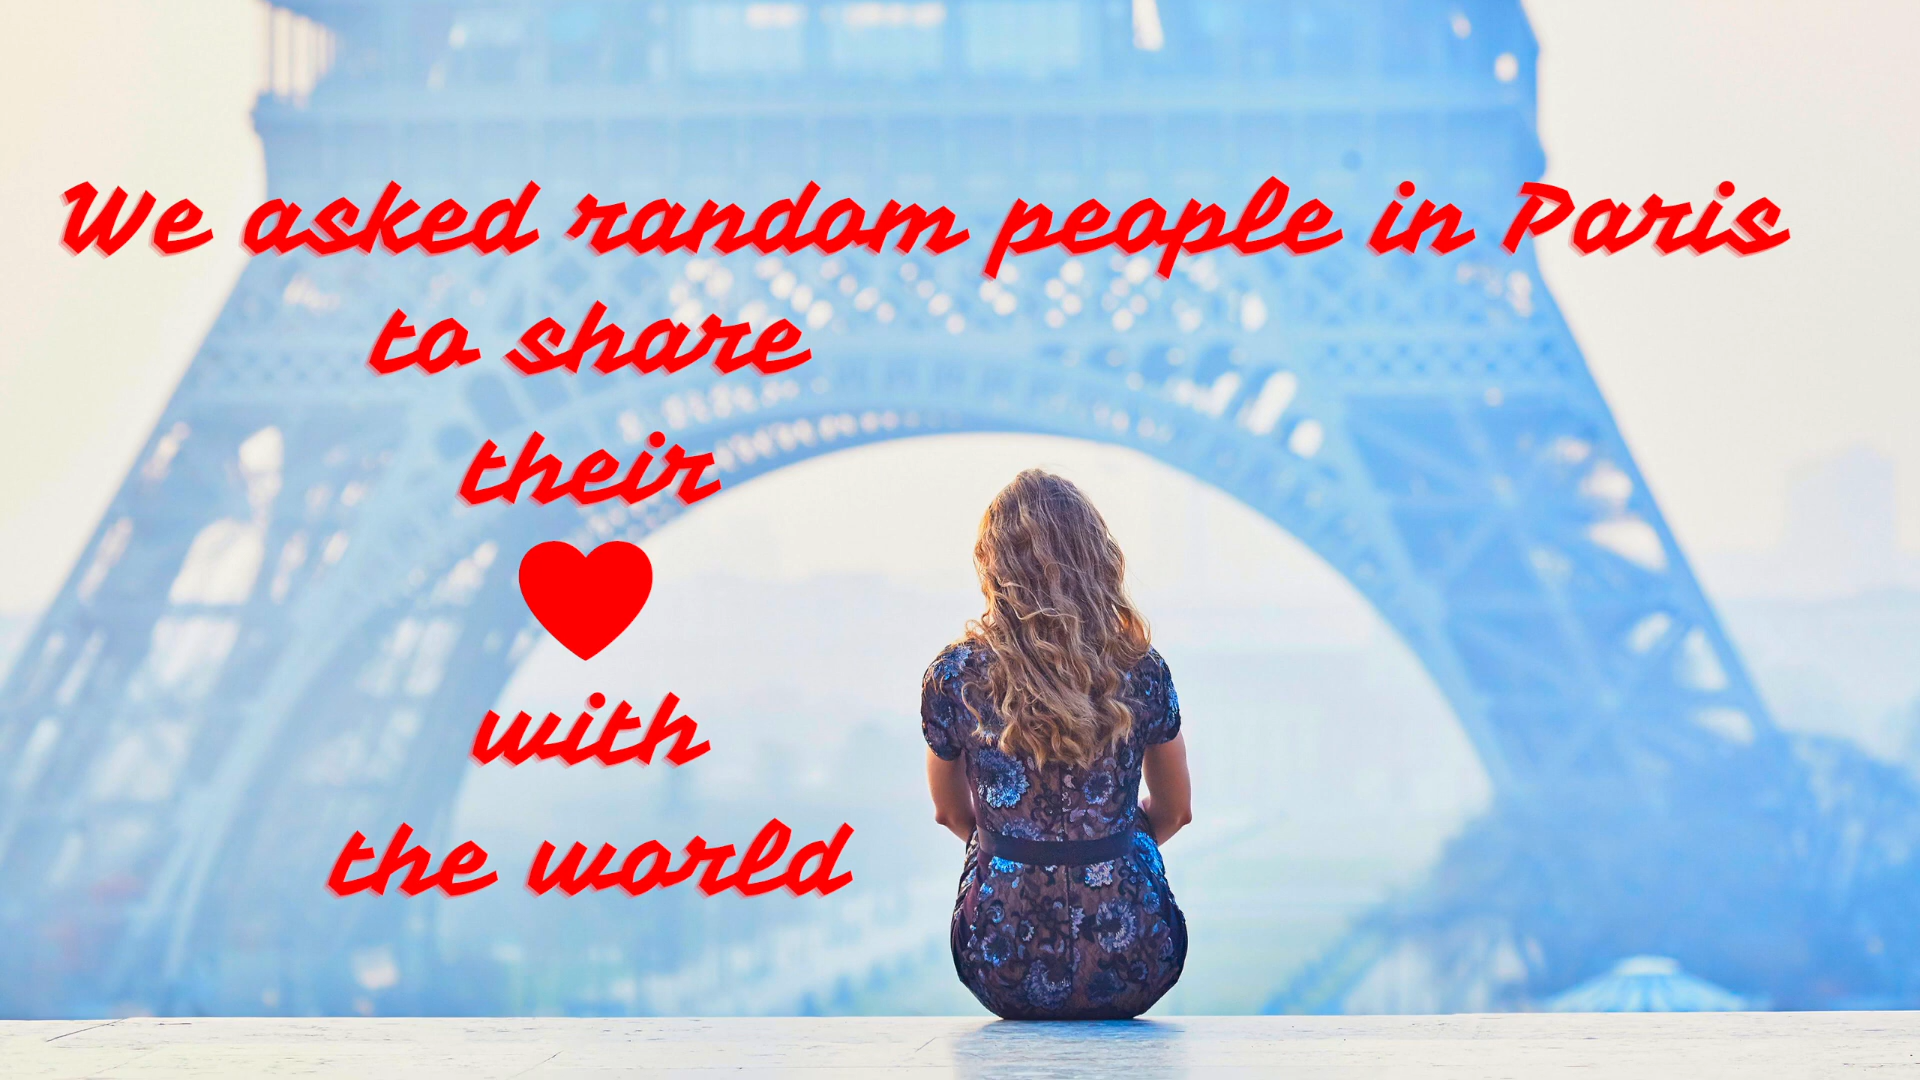 We asked random people in Paris
to share
their
❤
with
the world